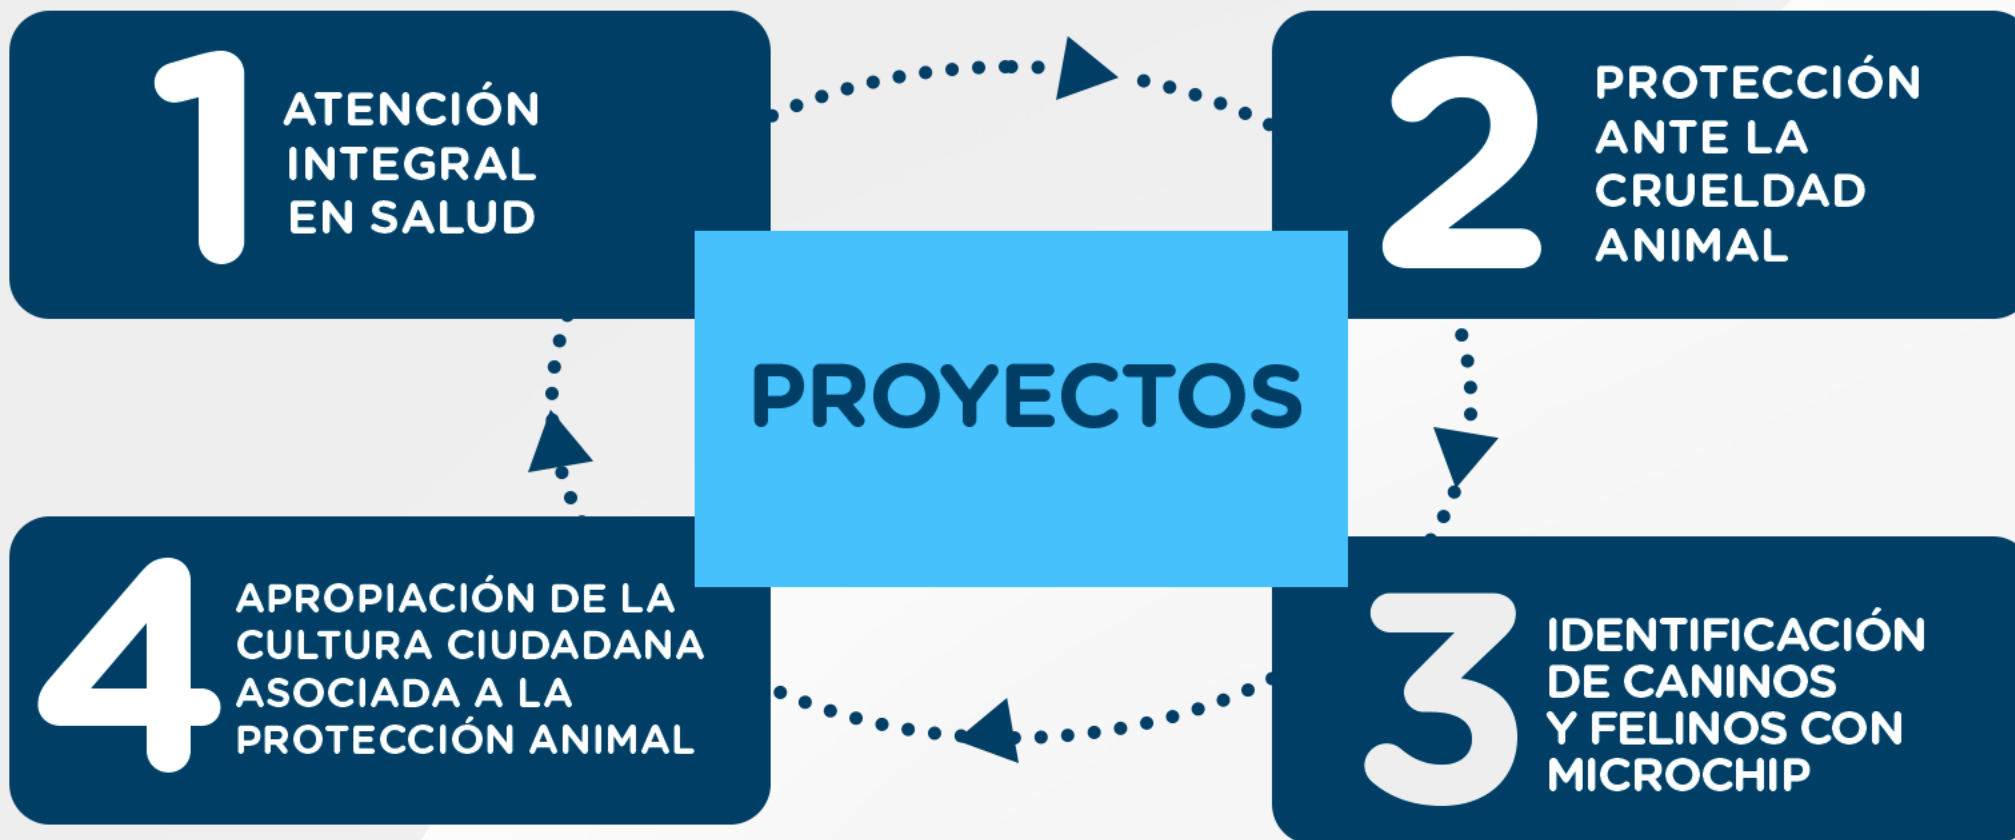 1
ATENCIÓN
INTEGRAL
EN SALUD
2
PROTECCIÓN
ANTE LA
CRUELDAD
ANIMAL
PROYECTOS
3
IDENTIFICACIÓN
DE CANINOS
Y FELINOS CON
MICROCHIP
4
APROPIACIÓN DE LA
CULTURA CIUDADANA
ASOCIADA A LA
PROTECCIÓN ANIMAL